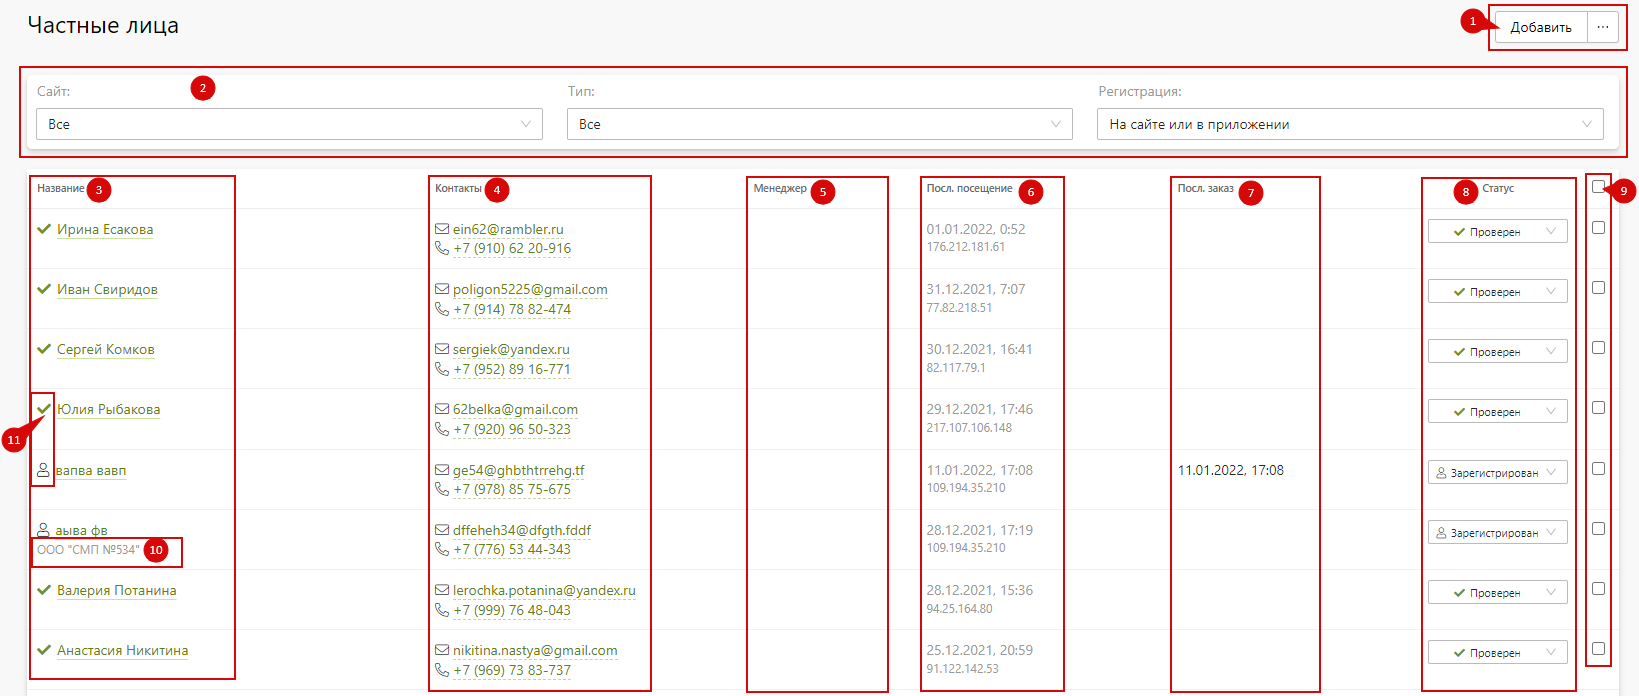 Частные лица
1
Добавить ...
Сайт:
2
Тип:
Регистрация:
Все
Все
На сайте или в приложении
Название 3
Контакты 4
Менеджер 5
Посл. посещение 6
Посл. заказ 7
8 Статус
9
Ирина Есакова
ein62@rambler.ru
+7 (910) 62 20-916
01.01.2022, 0:52
176.212.181.61
Проверен
Иван Свиридов
poligon5225@gmail.com
+7 (914) 78 82-474
31.12.2021, 7:07
77.82.218.51
Проверен
Сергей Комков
sergiek@yandex.ru
+7 (952) 89 16-771
30.12.2021, 16:41
82.117.79.1
Проверен
Юлия Рыбакова
62belka@gmail.com
+7 (920) 96 50-323
29.12.2021, 17:46
217.107.106.148
Проверен
11
вапва вавп
ge54@ghbthtrrehg.tf
+7 (978) 85 75-675
11.01.2022, 17:08
109.194.35.210
11.01.2022, 17:08
Зарегистрирован
аыва фв
ООО "СМП №534" 10
dffeheh34@dfgth.fddf
+7 (776) 53 44-343
28.12.2021, 17:19
109.194.35.210
Зарегистрирован
Валерия Потанина
lerochka.potanina@yandex.ru
+7 (999) 76 48-043
28.12.2021, 15:36
94.25.164.80
Проверен
Анастасия Никитина
nikitina.nastya@gmail.com
+7 (969) 73 83-737
25.12.2021, 20:59
91.122.142.53
Проверен